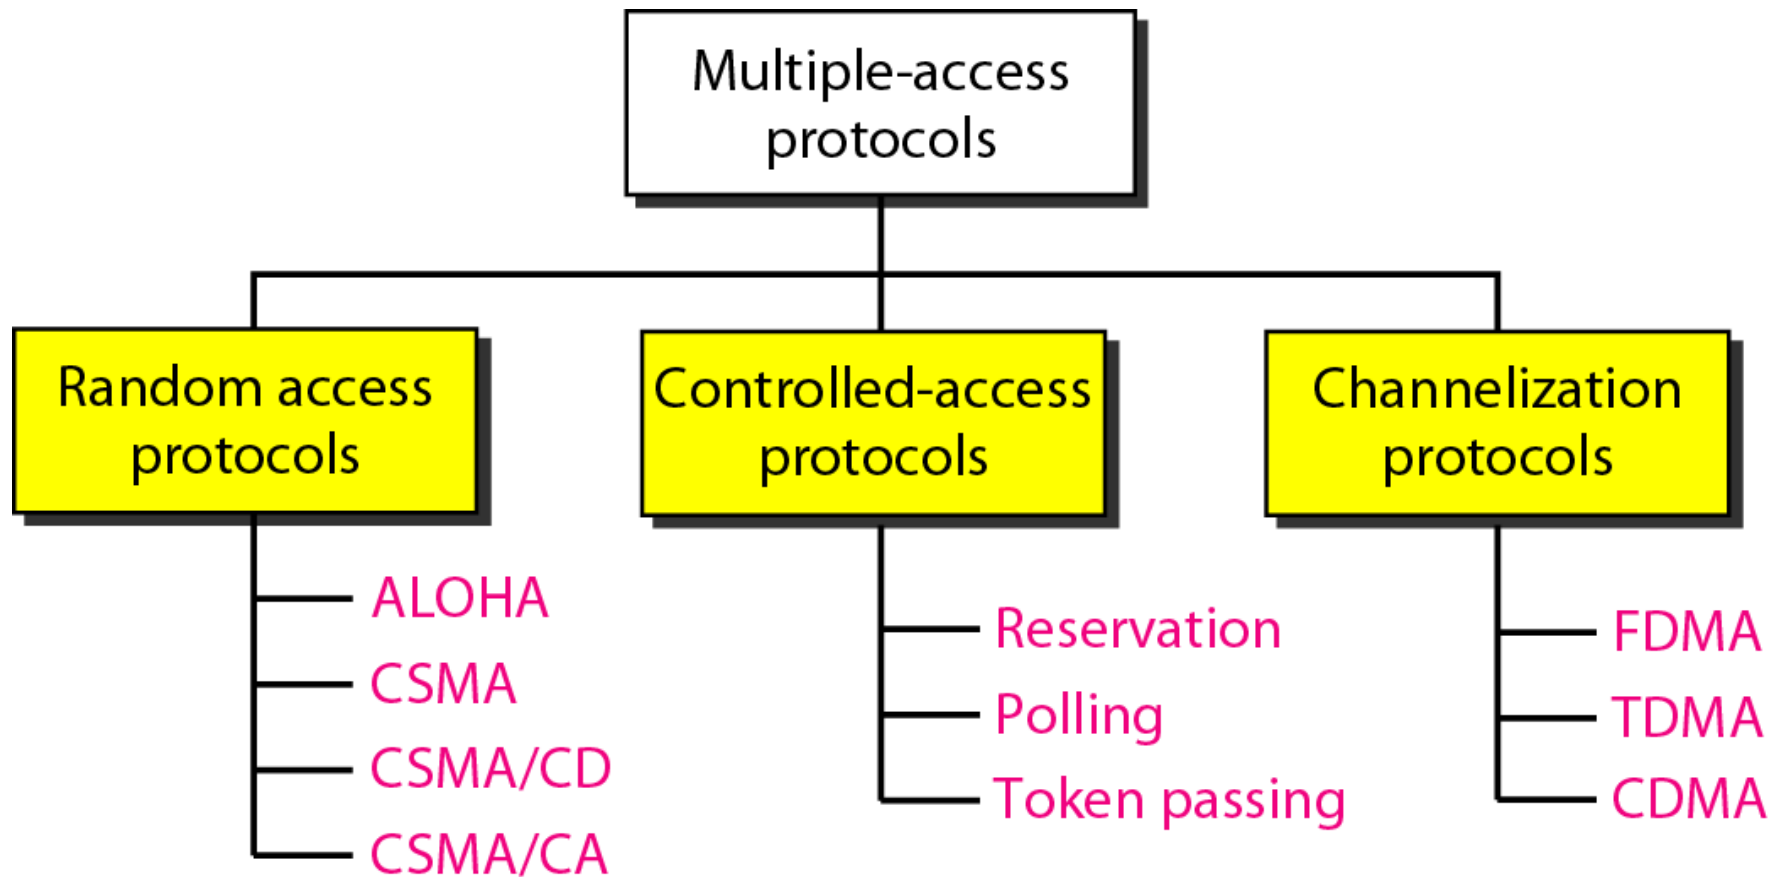 Multiple-access
protocols
Random access
protocols
Controlled-access
protocols
Channelization
protocols
ALOHA
CSMA
CSMA/CD
CSMA/CA
Reservation
Polling
Token passing
FDMA
TDMA
CDMA